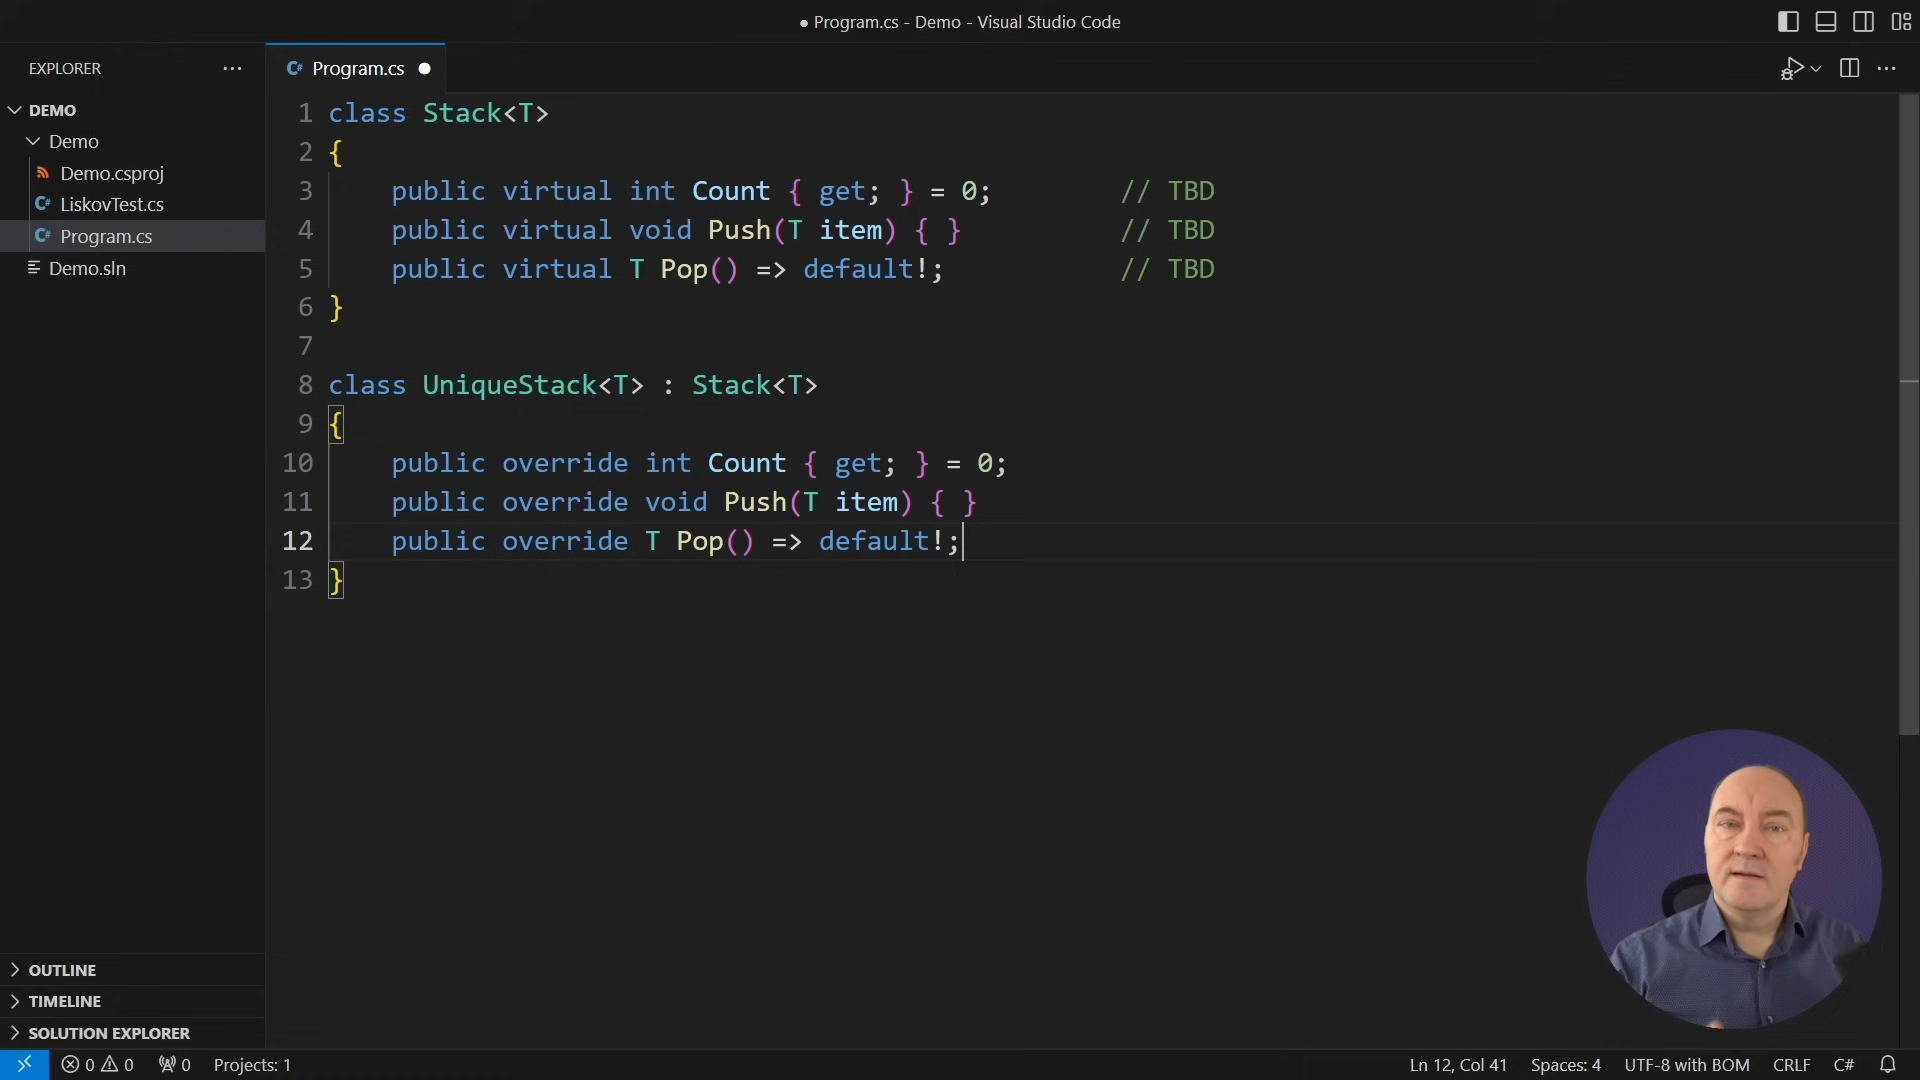 ● Program.cs - Demo - Visual Studio Code
EXPLORER
DEMO
Demo
Demo.csproj
LiskovTest.cs
Program.cs
Demo.sln
OUTLINE
TIMELINE
SOLUTION EXPLORER
C# Program.cs ●
1 class Stack<T>
2 {
3     public virtual int Count { get; } = 0;        // TBD
4     public virtual void Push(T item) { }          // TBD
5     public virtual T Pop() => default!;           // TBD
6 }
7
8 class UniqueStack<T> : Stack<T>
9 {
10     public override int Count { get; } = 0;
11     public override void Push(T item) { }
12     public override T Pop() => default!;
13 }
0 0 0 Projects: 1 Ln 12, Col 41 Spaces: 4 UTF-8 with BOM CRLF C#